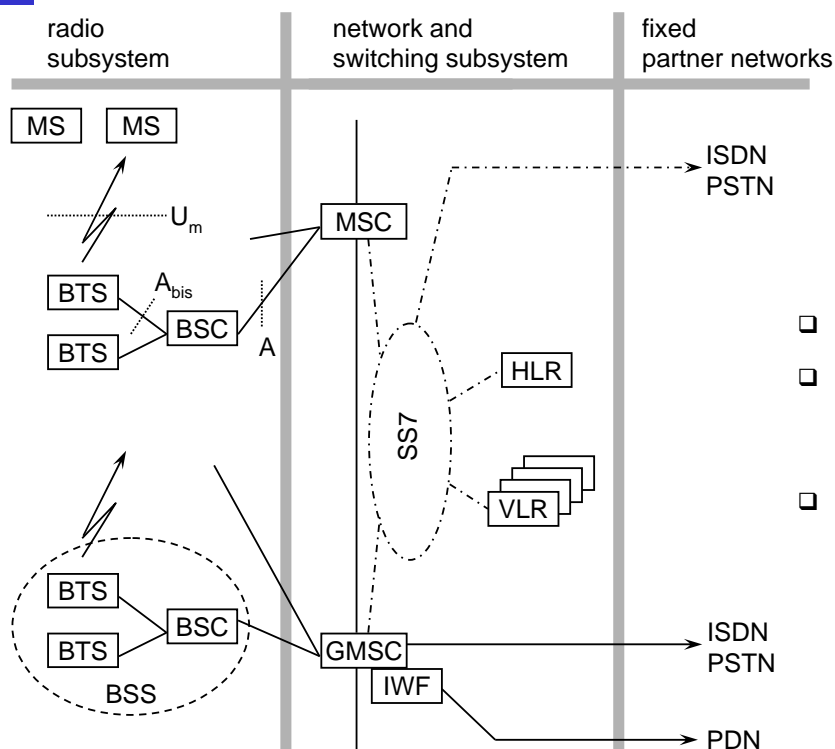 radio
subsystem
network and
switching subsystem
fixed
partner networks
MS
MS
ISDN
PSTN
Um
MSC
BTS
Abis
BSC
BTS
A
HLR
SS7
VLR
BTS
BSC
BTS
BSS
GMSC
IWF
ISDN
PSTN
PDN